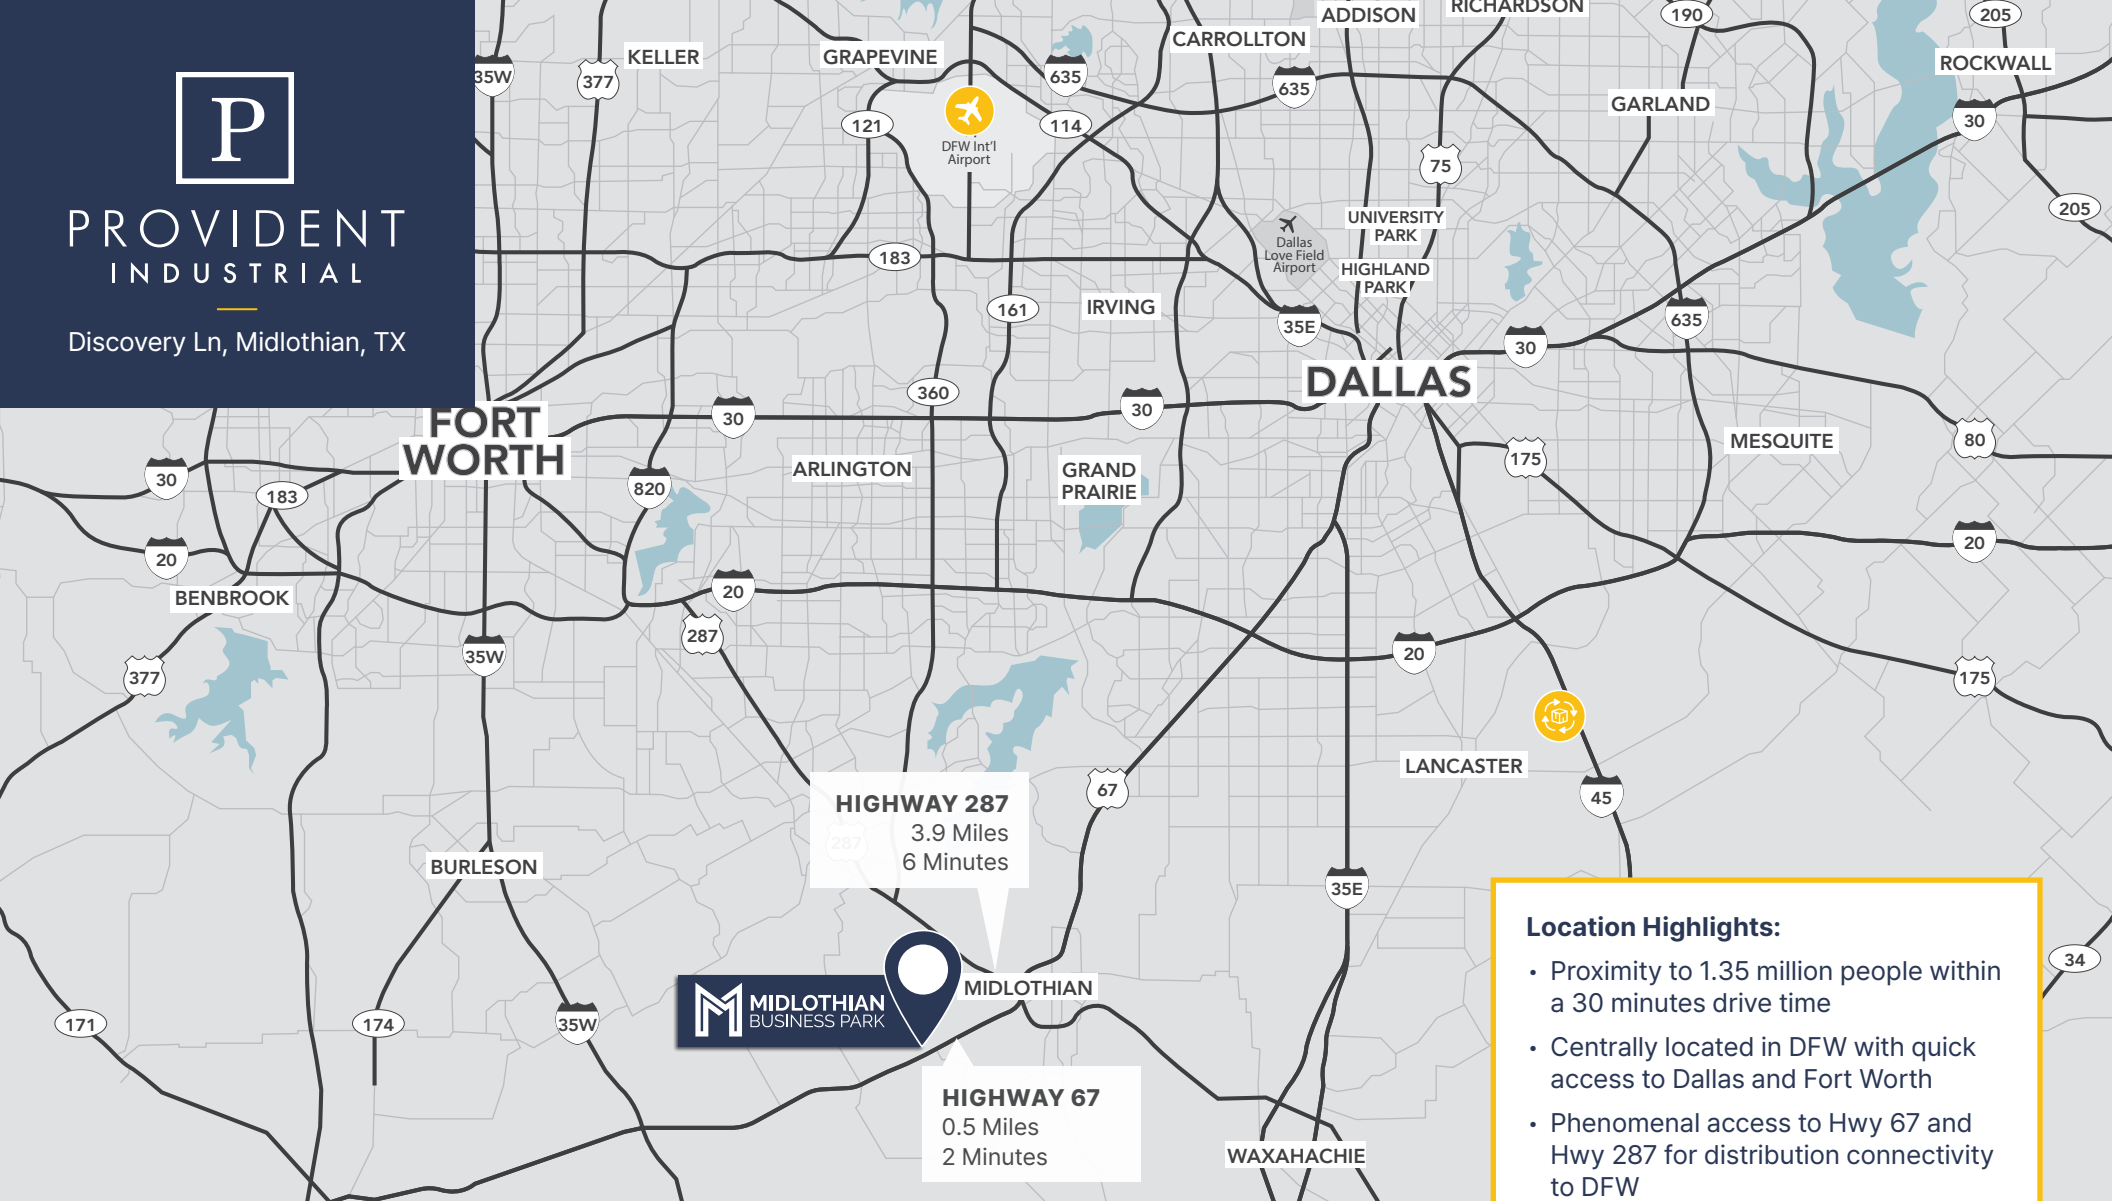 P
PROVIDENT
INDUSTRIAL
Discovery Ln, Midlothian, TX
35W
377
KELLER
GRAPEVINE
635
CARROLLTON
ADDISON
RICHARDSON
190
205
ROCKWALL
635
GARLAND
30
121
114
DFW Int'l
Airport
75
205
UNIVERSITY
PARK
Dallas
Love Field
Airport
HIGHLAND
PARK
183
161
IRVING
35E
635
30
DALLAS
360
30
30
FORT
WORTH
30
183
820
ARLINGTON
GRAND
PRAIRIE
175
MESQUITE
80
20
20
BENBROOK
20
287
35W
377
20
175
LANCASTER
45
67
HIGHWAY 287
3.9 Miles
6 Minutes
287
BURLESON
35E
MIDLOTHIAN
M MIDLOTHIAN
BUSINESS PARK
171
174
35W
34
HIGHWAY 67
0.5 Miles
2 Minutes
WAXAHACHIE
Location Highlights:
• Proximity to 1.35 million people within
a 30 minutes drive time
• Centrally located in DFW with quick
access to Dallas and Fort Worth
• Phenomenal access to Hwy 67 and
Hwy 287 for distribution connectivity
to DFW